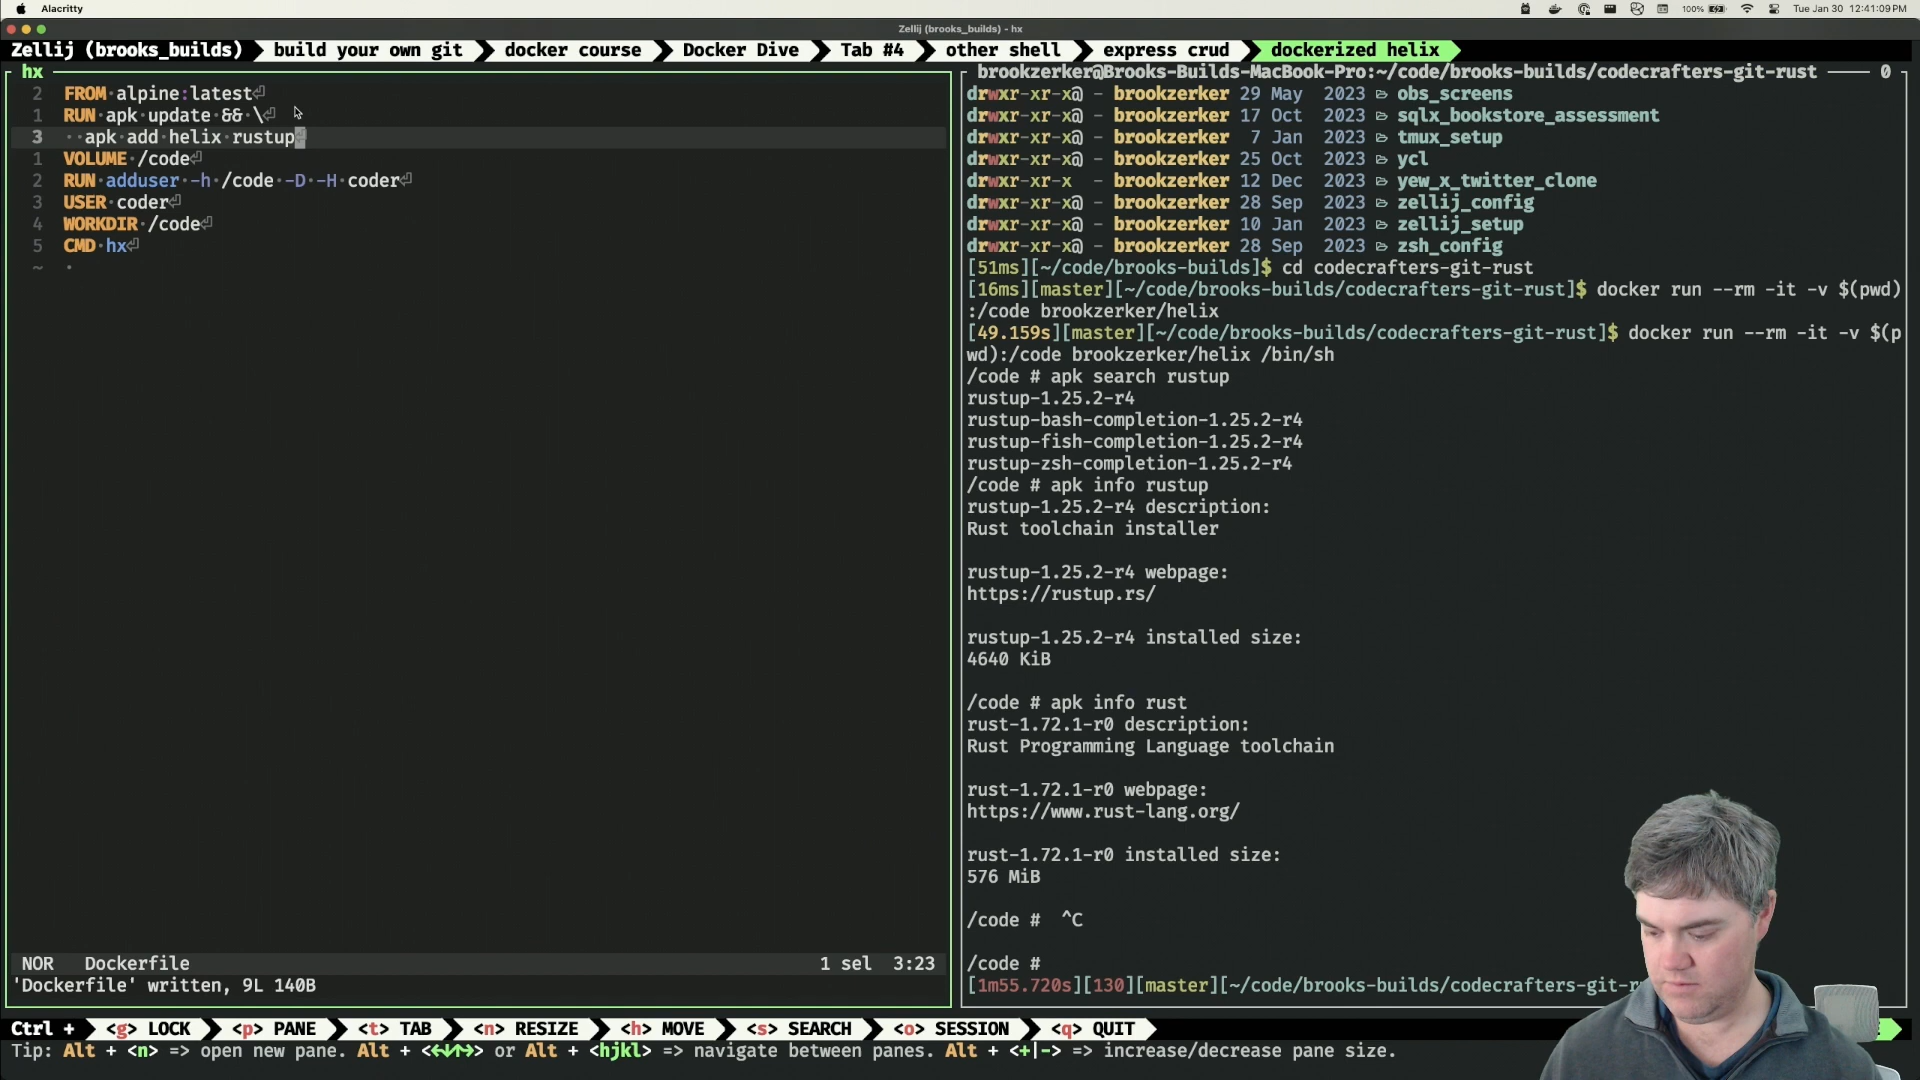 Alacritty
100%
Tue Jan 30 12:41:09 PM
Zellij (brooks_builds) - hx
Zellij (brooks_builds) build your own git docker course Docker Dive Tab #4 other shell express crud dockerized helix
hx
2 FROM·alpine:latest⏎
1 RUN·apk·update·&&·\⏎
3 ··apk·add·helix·rustup⏎
1 VOLUME·/code⏎
2 RUN·adduser·-h·/code·-D·-H·coder⏎
3 USER·coder⏎
4 WORKDIR·/code⏎
5 CMD·hx⏎
~ ·
NOR Dockerfile 1 sel 3:23
'Dockerfile' written, 9L 140B
brookzerker@Brooks-Builds-MacBook-Pro:~/code/brooks-builds/codecrafters-git-rust 0
drwxr-xr-x@ - brookzerker 29 May 2023 obs_screens
drwxr-xr-x@ - brookzerker 17 Oct 2023 sqlx_bookstore_assessment
drwxr-xr-x@ - brookzerker 7 Jan 2023 tmux_setup
drwxr-xr-x@ - brookzerker 25 Oct 2023 ycl
drwxr-xr-x - brookzerker 12 Dec 2023 yew_x_twitter_clone
drwxr-xr-x@ - brookzerker 28 Sep 2023 zellij_config
drwxr-xr-x@ - brookzerker 10 Jan 2023 zellij_setup
drwxr-xr-x@ - brookzerker 28 Sep 2023 zsh_config
[51ms][~/code/brooks-builds]$ cd codecrafters-git-rust
[16ms][master][~/code/brooks-builds/codecrafters-git-rust]$ docker run --rm -it -v $(pwd)
:/code brookzerker/helix
[49.159s][master][~/code/brooks-builds/codecrafters-git-rust]$ docker run --rm -it -v $(p
wd):/code brookzerker/helix /bin/sh
/code # apk search rustup
rustup-1.25.2-r4
rustup-bash-completion-1.25.2-r4
rustup-fish-completion-1.25.2-r4
rustup-zsh-completion-1.25.2-r4
/code # apk info rustup
rustup-1.25.2-r4 description:
Rust toolchain installer
rustup-1.25.2-r4 webpage:
https://rustup.rs/
rustup-1.25.2-r4 installed size:
4640 KiB
/code # apk info rust
rust-1.72.1-r0 description:
Rust Programming Language toolchain
rust-1.72.1-r0 webpage:
https://www.rust-lang.org/
rust-1.72.1-r0 installed size:
576 MiB
/code # ^C
/code #
[1m55.720s][130][master][~/code/brooks-builds/codecrafters-git-r
Ctrl + <g> LOCK <p> PANE <t> TAB <n> RESIZE <h> MOVE <s> SEARCH <o> SESSION <q> QUIT
Tip: Alt + <n> => open new pane. Alt + <←↓↑→> or Alt + <hjkl> => navigate between panes. Alt + <+|-> => increase/decrease pane size.